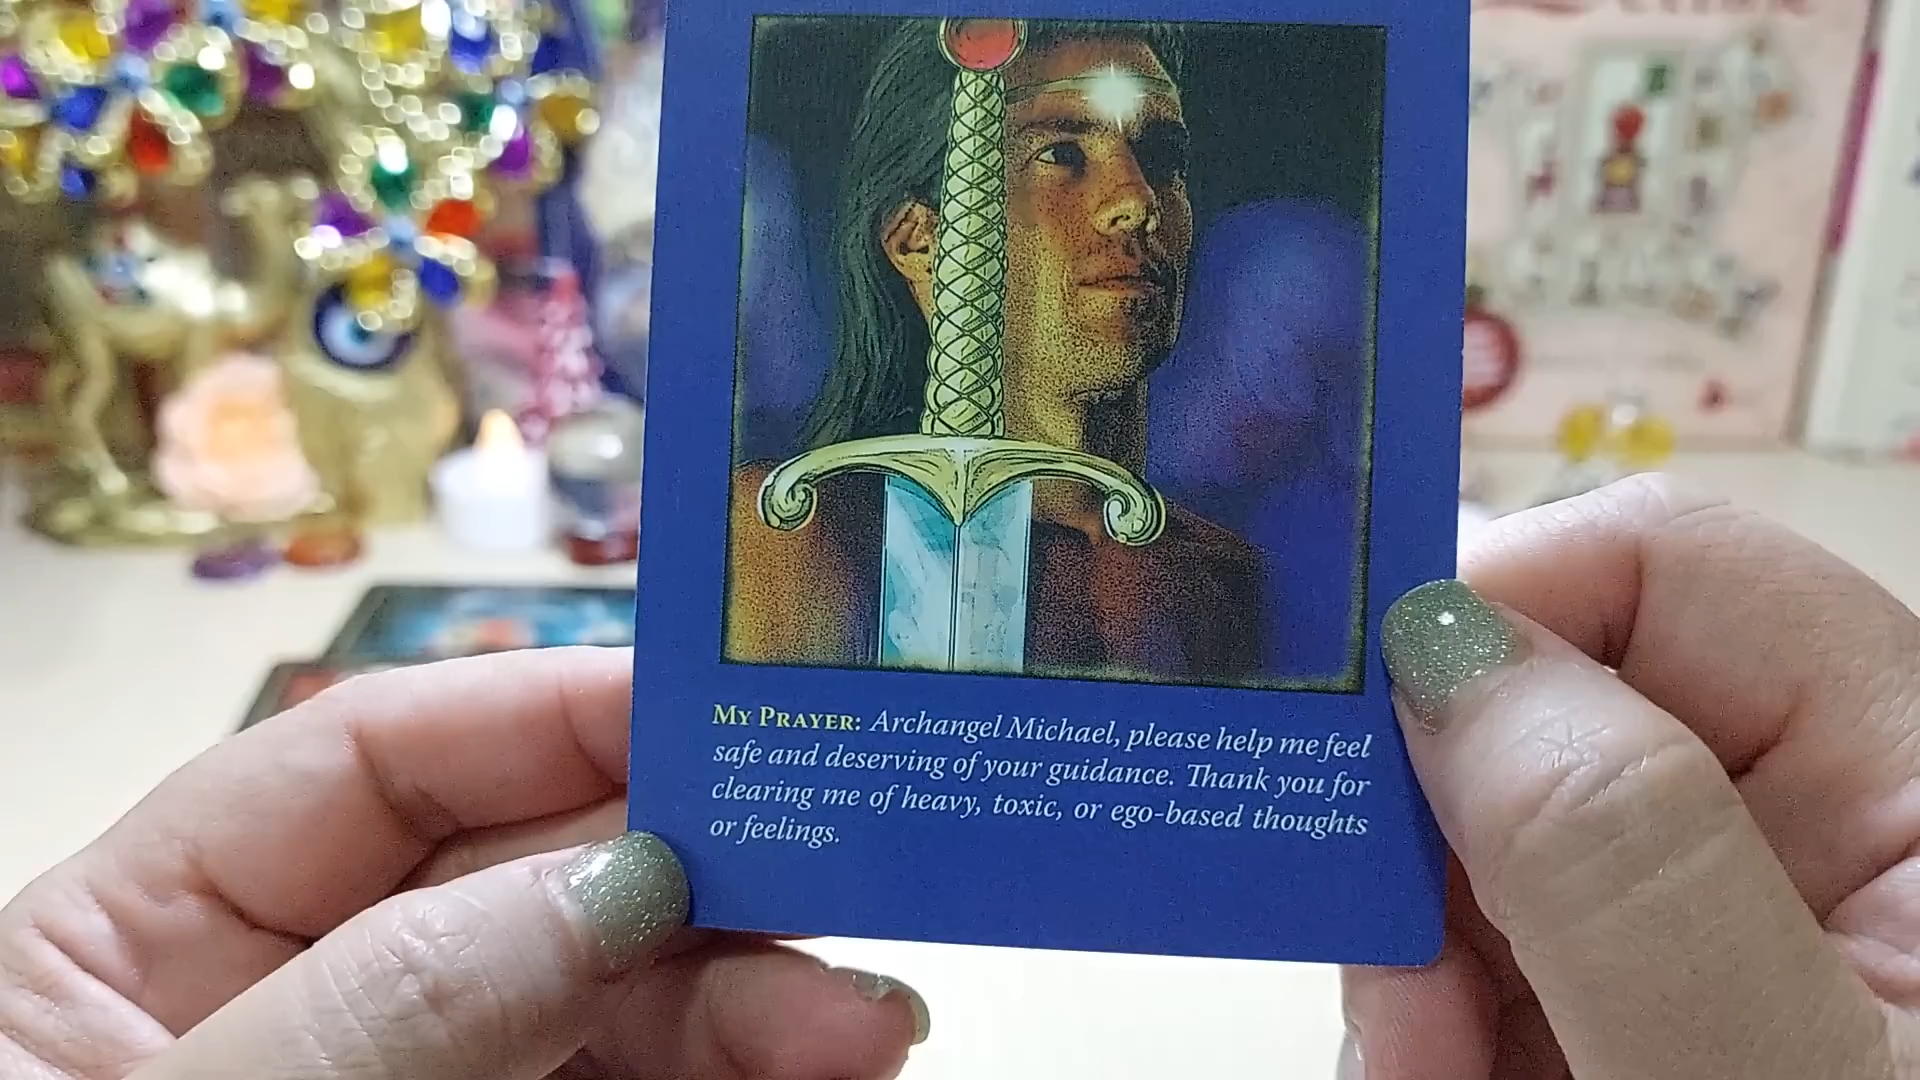 MY PRAYER: Archangel Michael, please help me feel
safe and deserving of your guidance. Thank you for
clearing me of heavy, toxic, or ego-based thoughts
or feelings.